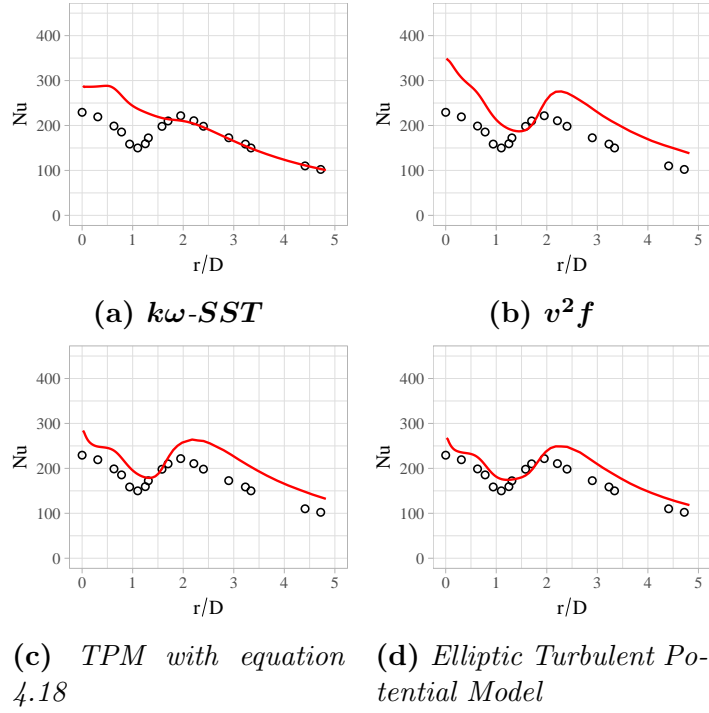 400
300
200
100
0
Nu
0 1 2 3 4 5
r/D
(a) kω-SST
400
300
200
100
0
Nu
0 1 2 3 4 5
r/D
(b) v²f
400
300
200
100
0
Nu
0 1 2 3 4 5
r/D
(c) TPM with equation
4.18
400
300
200
100
0
Nu
0 1 2 3 4 5
r/D
(d) Elliptic Turbulent Po-
tential Model